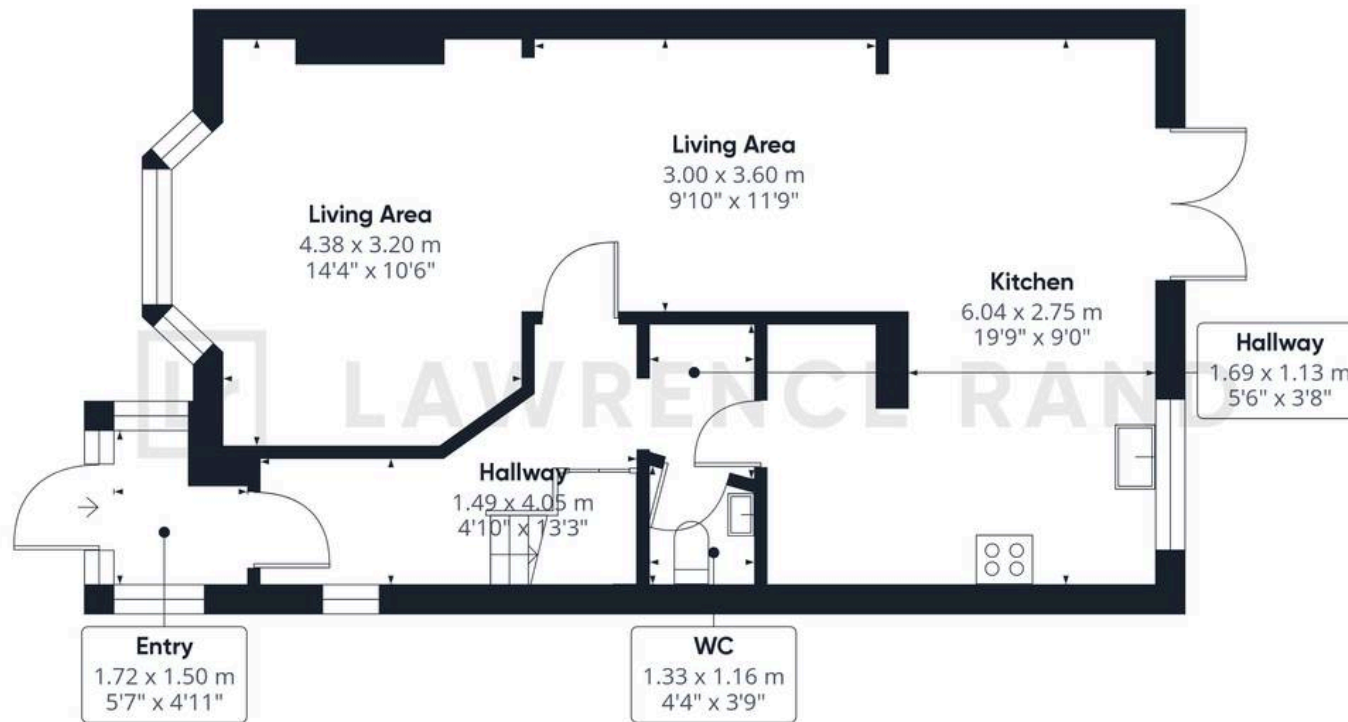 Living Area
4.38 x 3.20 m
14'4" x 10'6"
Living Area
3.00 x 3.60 m
9'10" x 11'9"
Kitchen
6.04 x 2.75 m
19'9" x 9'0"
Hallway
1.69 x 1.13 m
5'6" x 3'8"
LAWRENCE RAND
Hallway
1.49 x 4.05 m
4'10" x 13'3"
Entry
1.72 x 1.50 m
5'7" x 4'11"
WC
1.33 x 1.16 m
4'4" x 3'9"